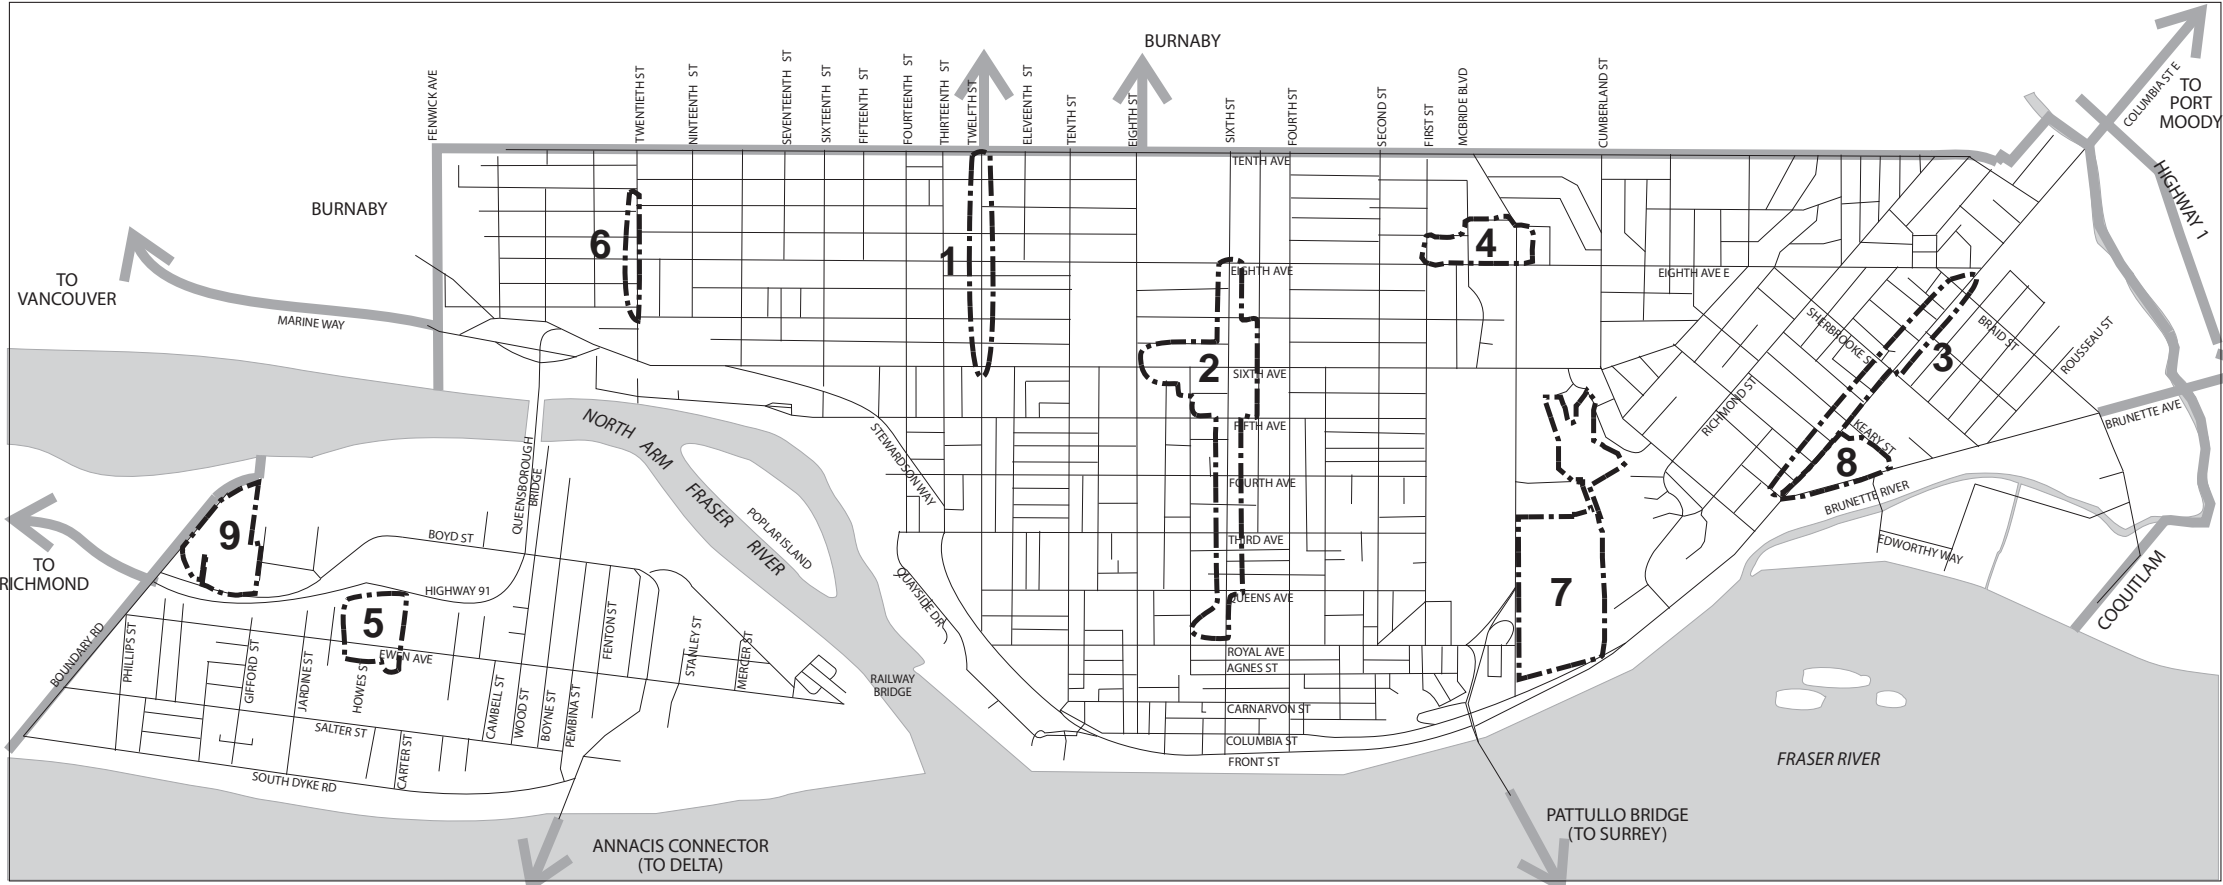 BURNABY
COLUMBIA ST E
TO
PORT
MOODY
FENWICK AVE
TWENTIETH ST
NINTEENTH ST
SEVENTEENTH ST
SIXTEENTH ST
FIFTEENTH ST
FOURTEENTH ST
THIRTEENTH ST
TWELFTH ST
ELEVENTH ST
TENTH ST
EIGHTH ST
SIXTH ST
FOURTH ST
SECOND ST
FIRST ST
MCBRIDE BLVD
CUMBERLAND ST
HIGHWAY 1
TENTH AVE
BURNABY
6
1
4
EIGHTH AVE
EIGHTH AVE E
TO
VANCOUVER
MARINE WAY
SHERBROOKE S
BRAID ST
3
ROUSSEAU ST
2
SIXTH AVE
RICHMOND ST
BRUNETTE AVE
NORTH ARM
FRASER
RIVER
POPLAR ISLAND
STEWARDSON WAY
FIFTH AVE
KEARY ST
8
QUEENSBOROUGH
BRIDGE
FOURTH AVE
BRUNETTE RIVER
9
BOYD ST
THIRD AVE
EDWORTHY WAY
TO
RICHMOND
HIGHWAY 91
QUAYSIDE DR
QUEENS AVE
7
COQUITLAM
5
EWEN AVE
BOUNDARY RD
PHILLIPS ST
GIFFORD ST
JARDINE ST
HOWES S
FENTON ST
STANLEY ST
MERCER ST
RAILWAY
BRIDGE
ROYAL AVE
AGNES ST
CAMBELL ST
WOOD ST
BOYNE ST
PEMBINA ST
CARNARVON ST
SALTER ST
CARTER ST
COLUMBIA ST
FRONT ST
FRASER RIVER
SOUTH DYKE RD
ANNACIS CONNECTOR
(TO DELTA)
PATTULLO BRIDGE
(TO SURREY)